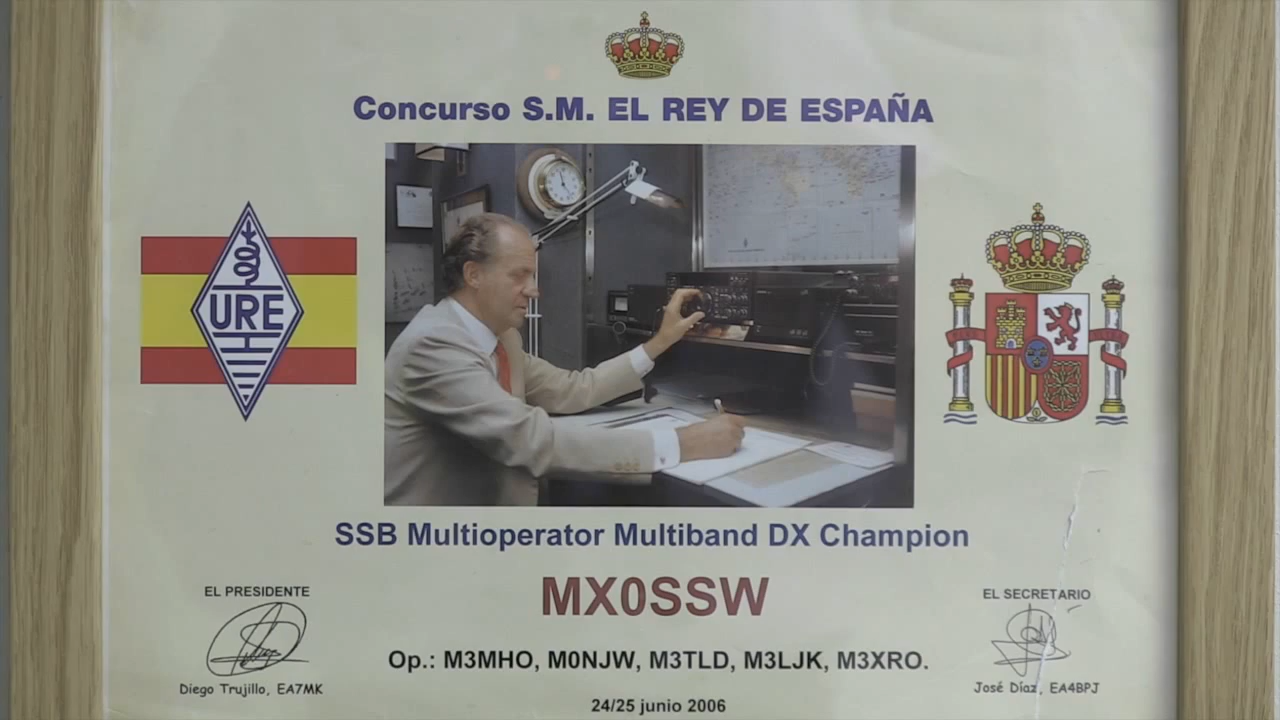 Concurso S.M. EL REY DE ESPAÑA
URE
SSB Multioperator Multiband DX Champion
MX0SSW
EL PRESIDENTE
EL SECRETARIO
Op.: M3MHO, M0NJW, M3TLD, M3LJK, M3XRO.
Diego Trujillo, EA7MK
José Díaz, EA4BPJ
24/25 junio 2006